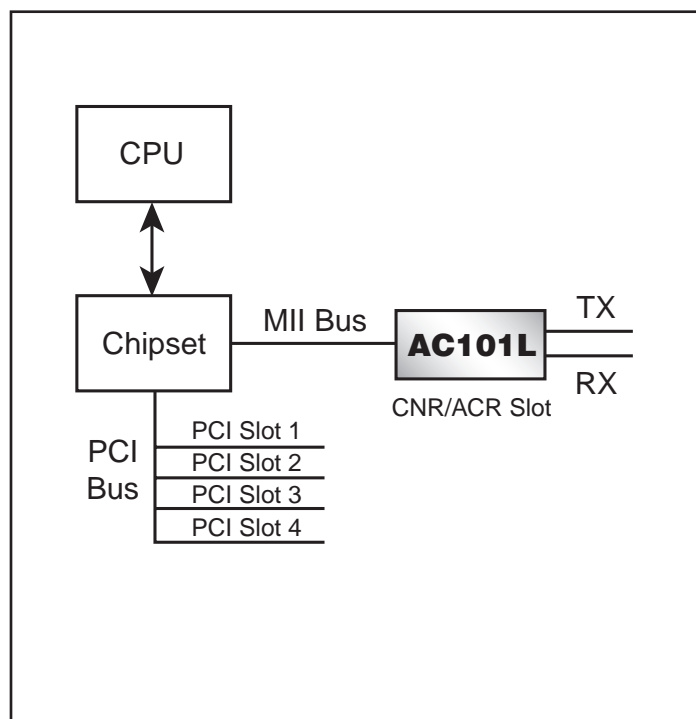 CPU
Chipset
MII Bus
AC101L
TX
RX
CNR/ACR Slot
PCI
Bus
PCI Slot 1
PCI Slot 2
PCI Slot 3
PCI Slot 4